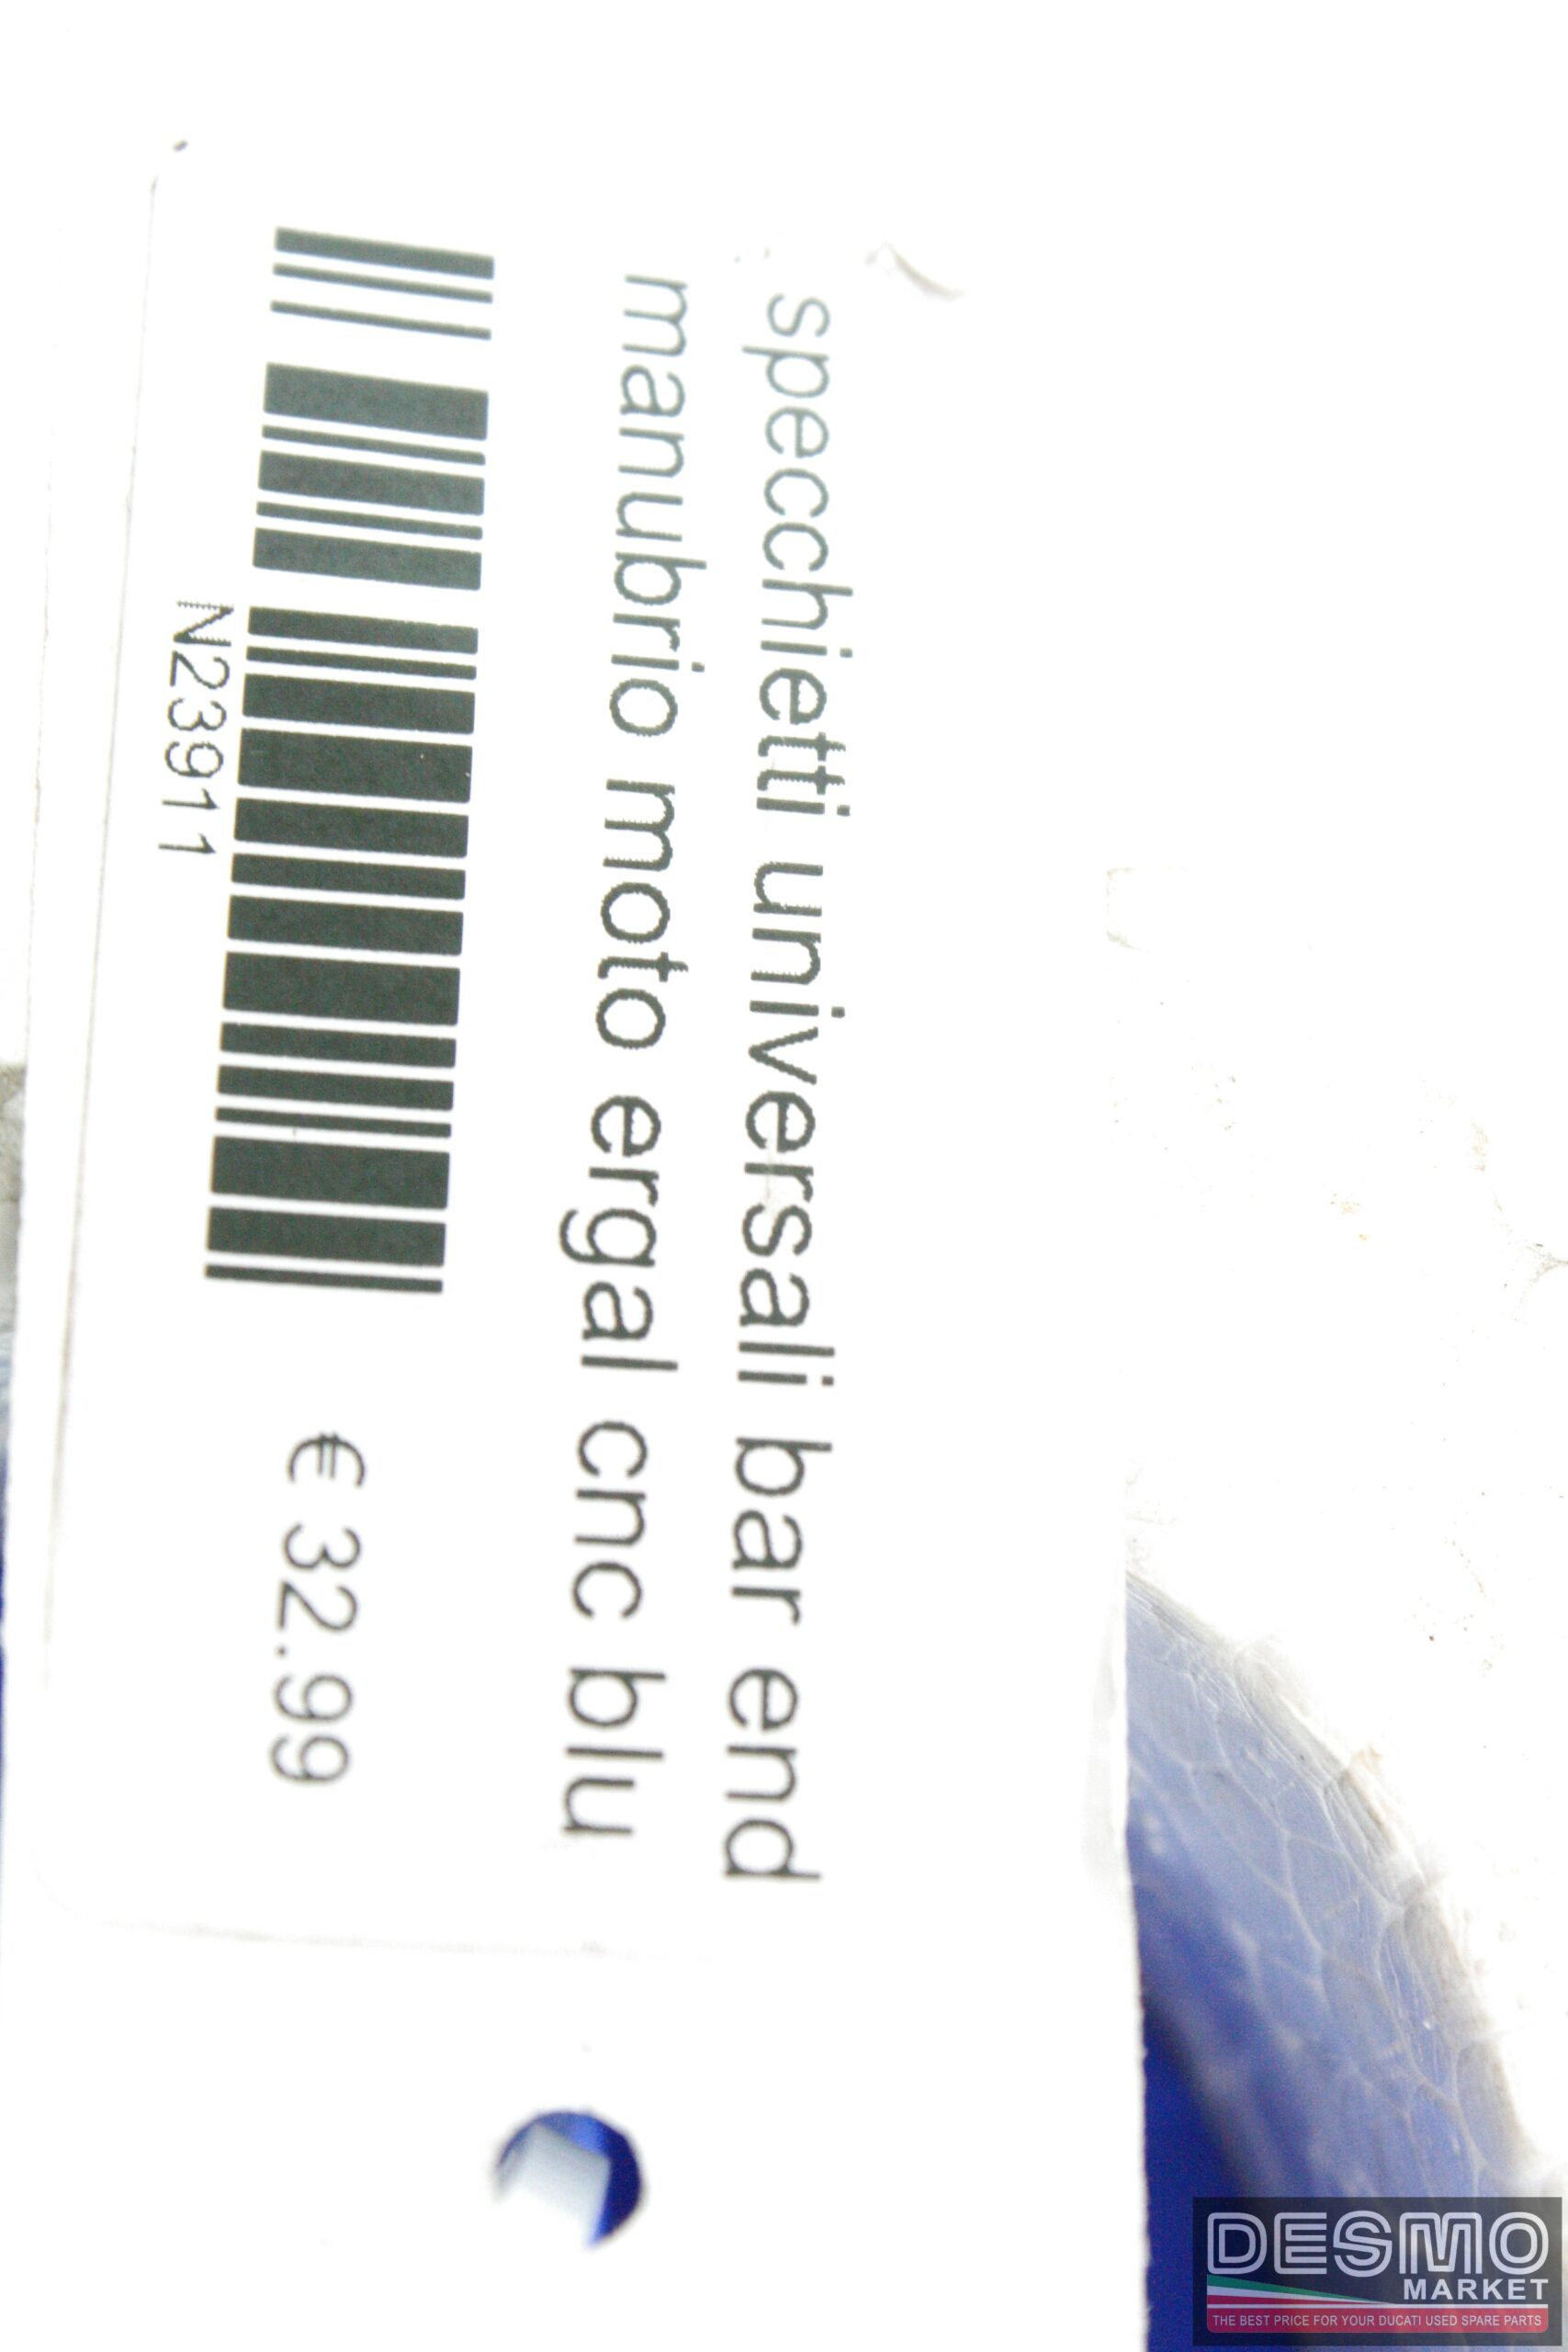 specchietti universali bar end
manubrio moto ergal cnc blu
N23911
€ 32.99
DESMO
MARKET
THE BEST PRICE FOR YOUR DUCATI USED SPARE PARTS